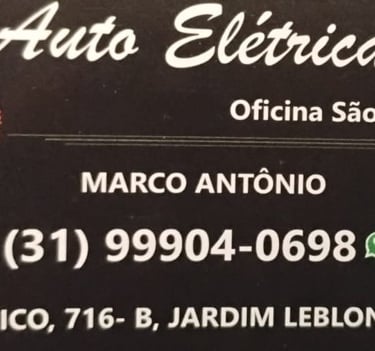 Auto Elétrica
Oficina São
MARCO ANTÔNIO
(31) 99904-0698
ICO, 716- B, JARDIM LEBLON